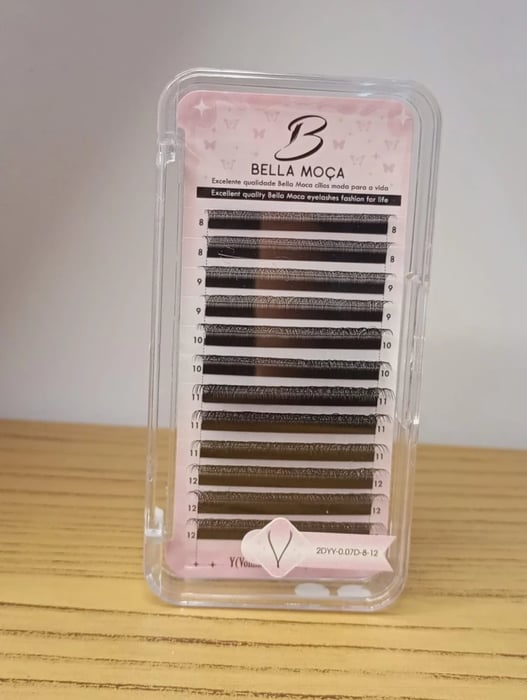 B
BELLA MOÇA
Excelente qualidade Bella Moca cílios moda para a vida
Excellent quality Bella Moca eyelashes fashion for life
8 8
8 8
9 9
9 9
10 10
10 10
11 11
11 11
11 11
12 12
12 12
12
2DYY-0.07D-8-12